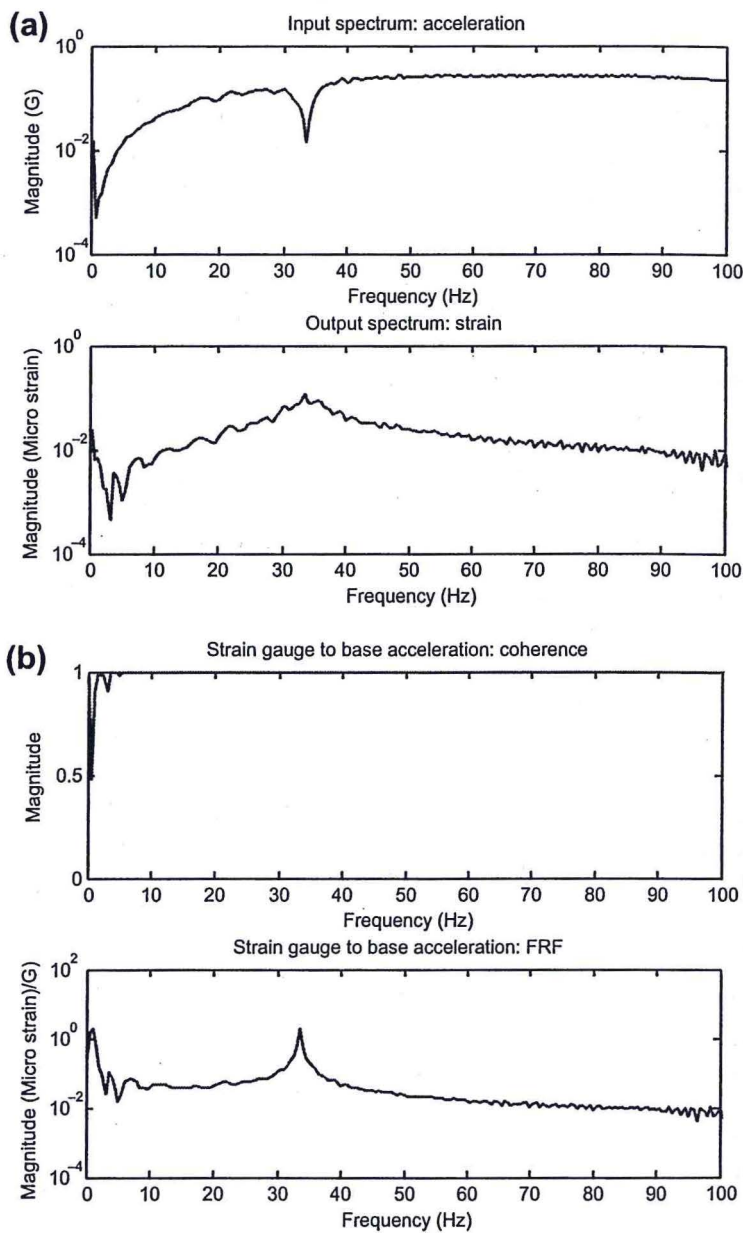 (a)
Input spectrum: acceleration
Magnitude (G)
10^0
10^−2
10^−4
0 10 20 30 40 50 60 70 80 90 100
Frequency (Hz)
Output spectrum: strain
Magnitude (Micro strain)
10^0
10^−2
10^−4
0 10 20 30 40 50 60 70 80 90 100
Frequency (Hz)
(b)
Strain gauge to base acceleration: coherence
Magnitude
1
0.5
0
0 10 20 30 40 50 60 70 80 90 100
Frequency (Hz)
Strain gauge to base acceleration: FRF
Magnitude (Micro strain)/G)
10^2
10^0
10^−2
10^−4
0 10 20 30 40 50 60 70 80 90 100
Frequency (Hz)